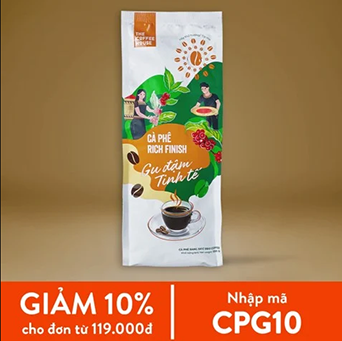 THE
COFFEE
HOUSE
CÀ PHÊ
RICH FINISH
Gu đậm
Tinh tế
GIẢM 10%
cho đơn từ 119.000đ
Nhập mã
CPG10